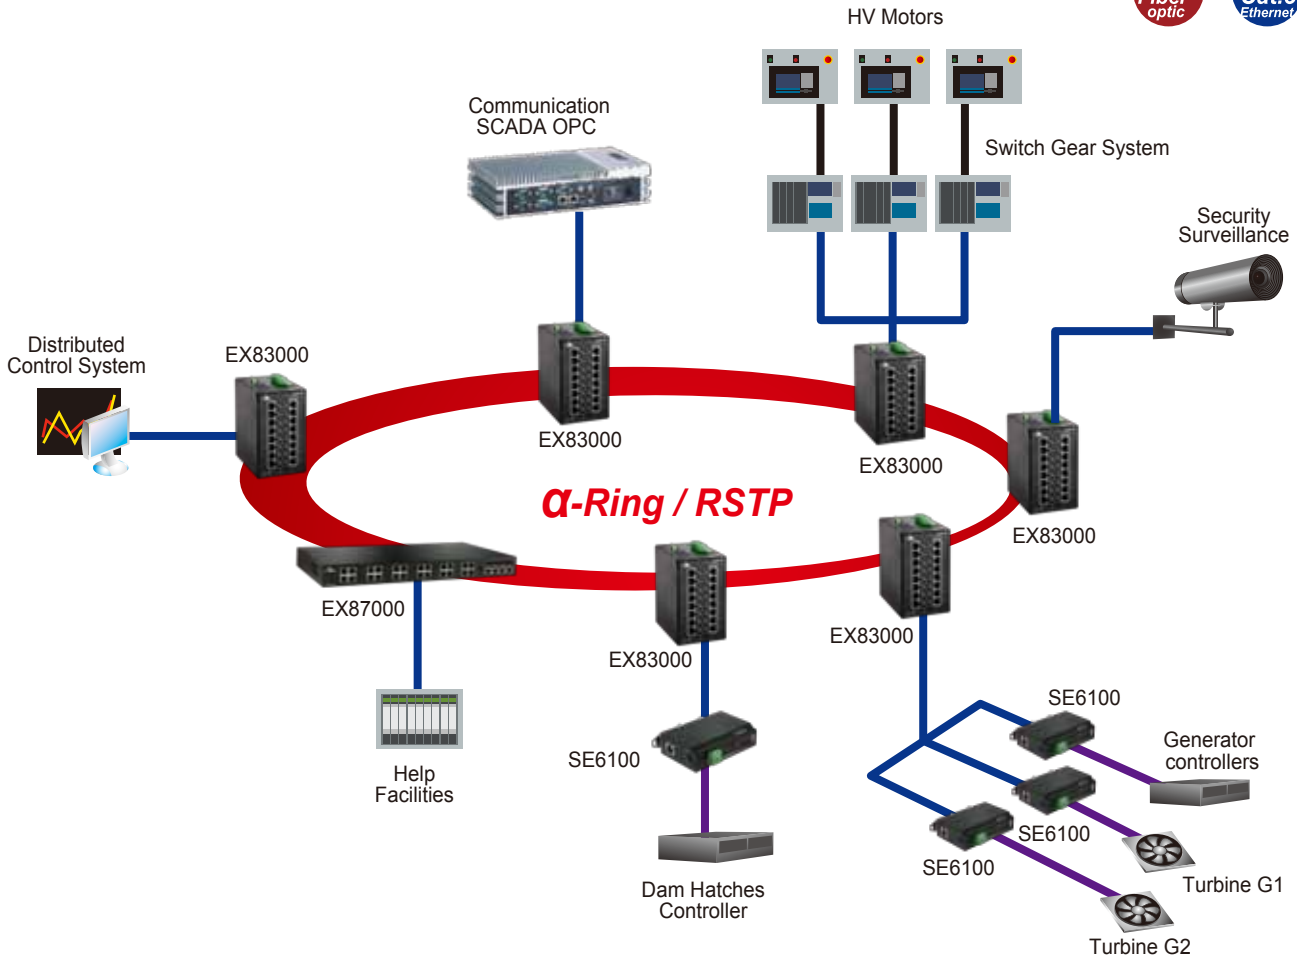 Fiber
optic
Ethernet
HV Motors
Communication
SCADA OPC
Switch Gear System
Security
Surveillance
Distributed
Control System
EX83000
EX83000
EX83000
EX83000
α-Ring / RSTP
EX87000
EX83000
EX83000
SE6100
SE6100
Generator
controllers
Help
Facilities
SE6100
SE6100
Dam Hatches
Controller
Turbine G1
Turbine G2